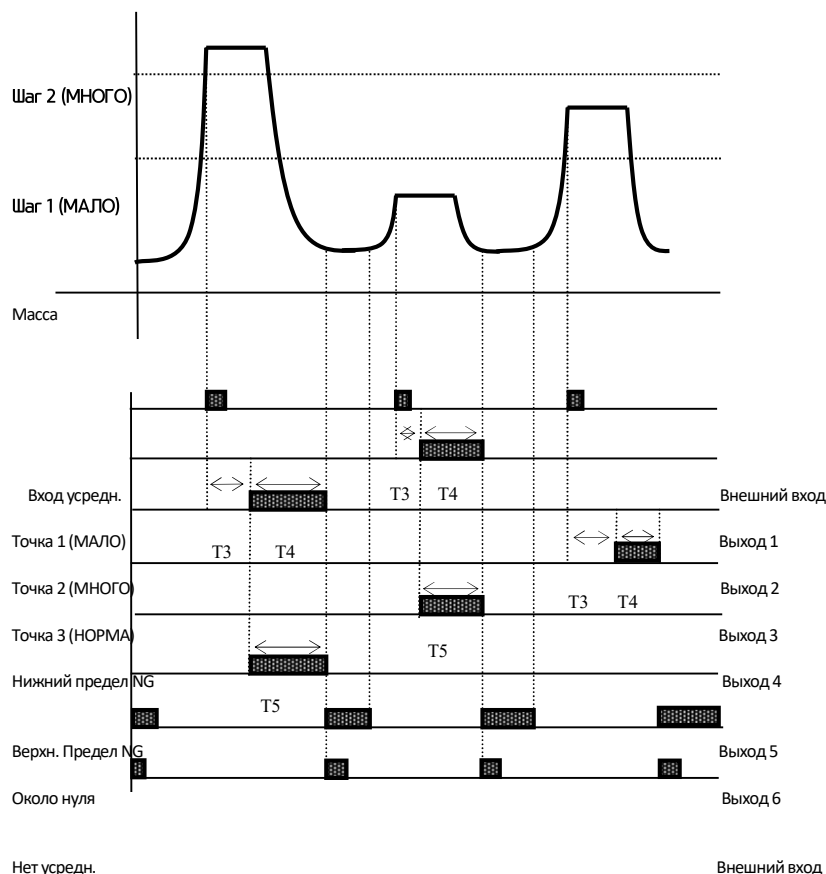 Шаг 2 (МНОГО)
Шаг 1 (МАЛО)
Масса
Вход усредн.
T3
T4
Внешний вход
Точка 1 (МАЛО)
T3
T4
Выход 1
Точка 2 (МНОГО)
T3
T4
Выход 2
Точка 3 (НОРМА)
T5
Выход 3
Нижний предел NG
Выход 4
T5
Верхн. Предел NG
Выход 5
Около нуля
Выход 6
Нет усредн.
Внешний вход